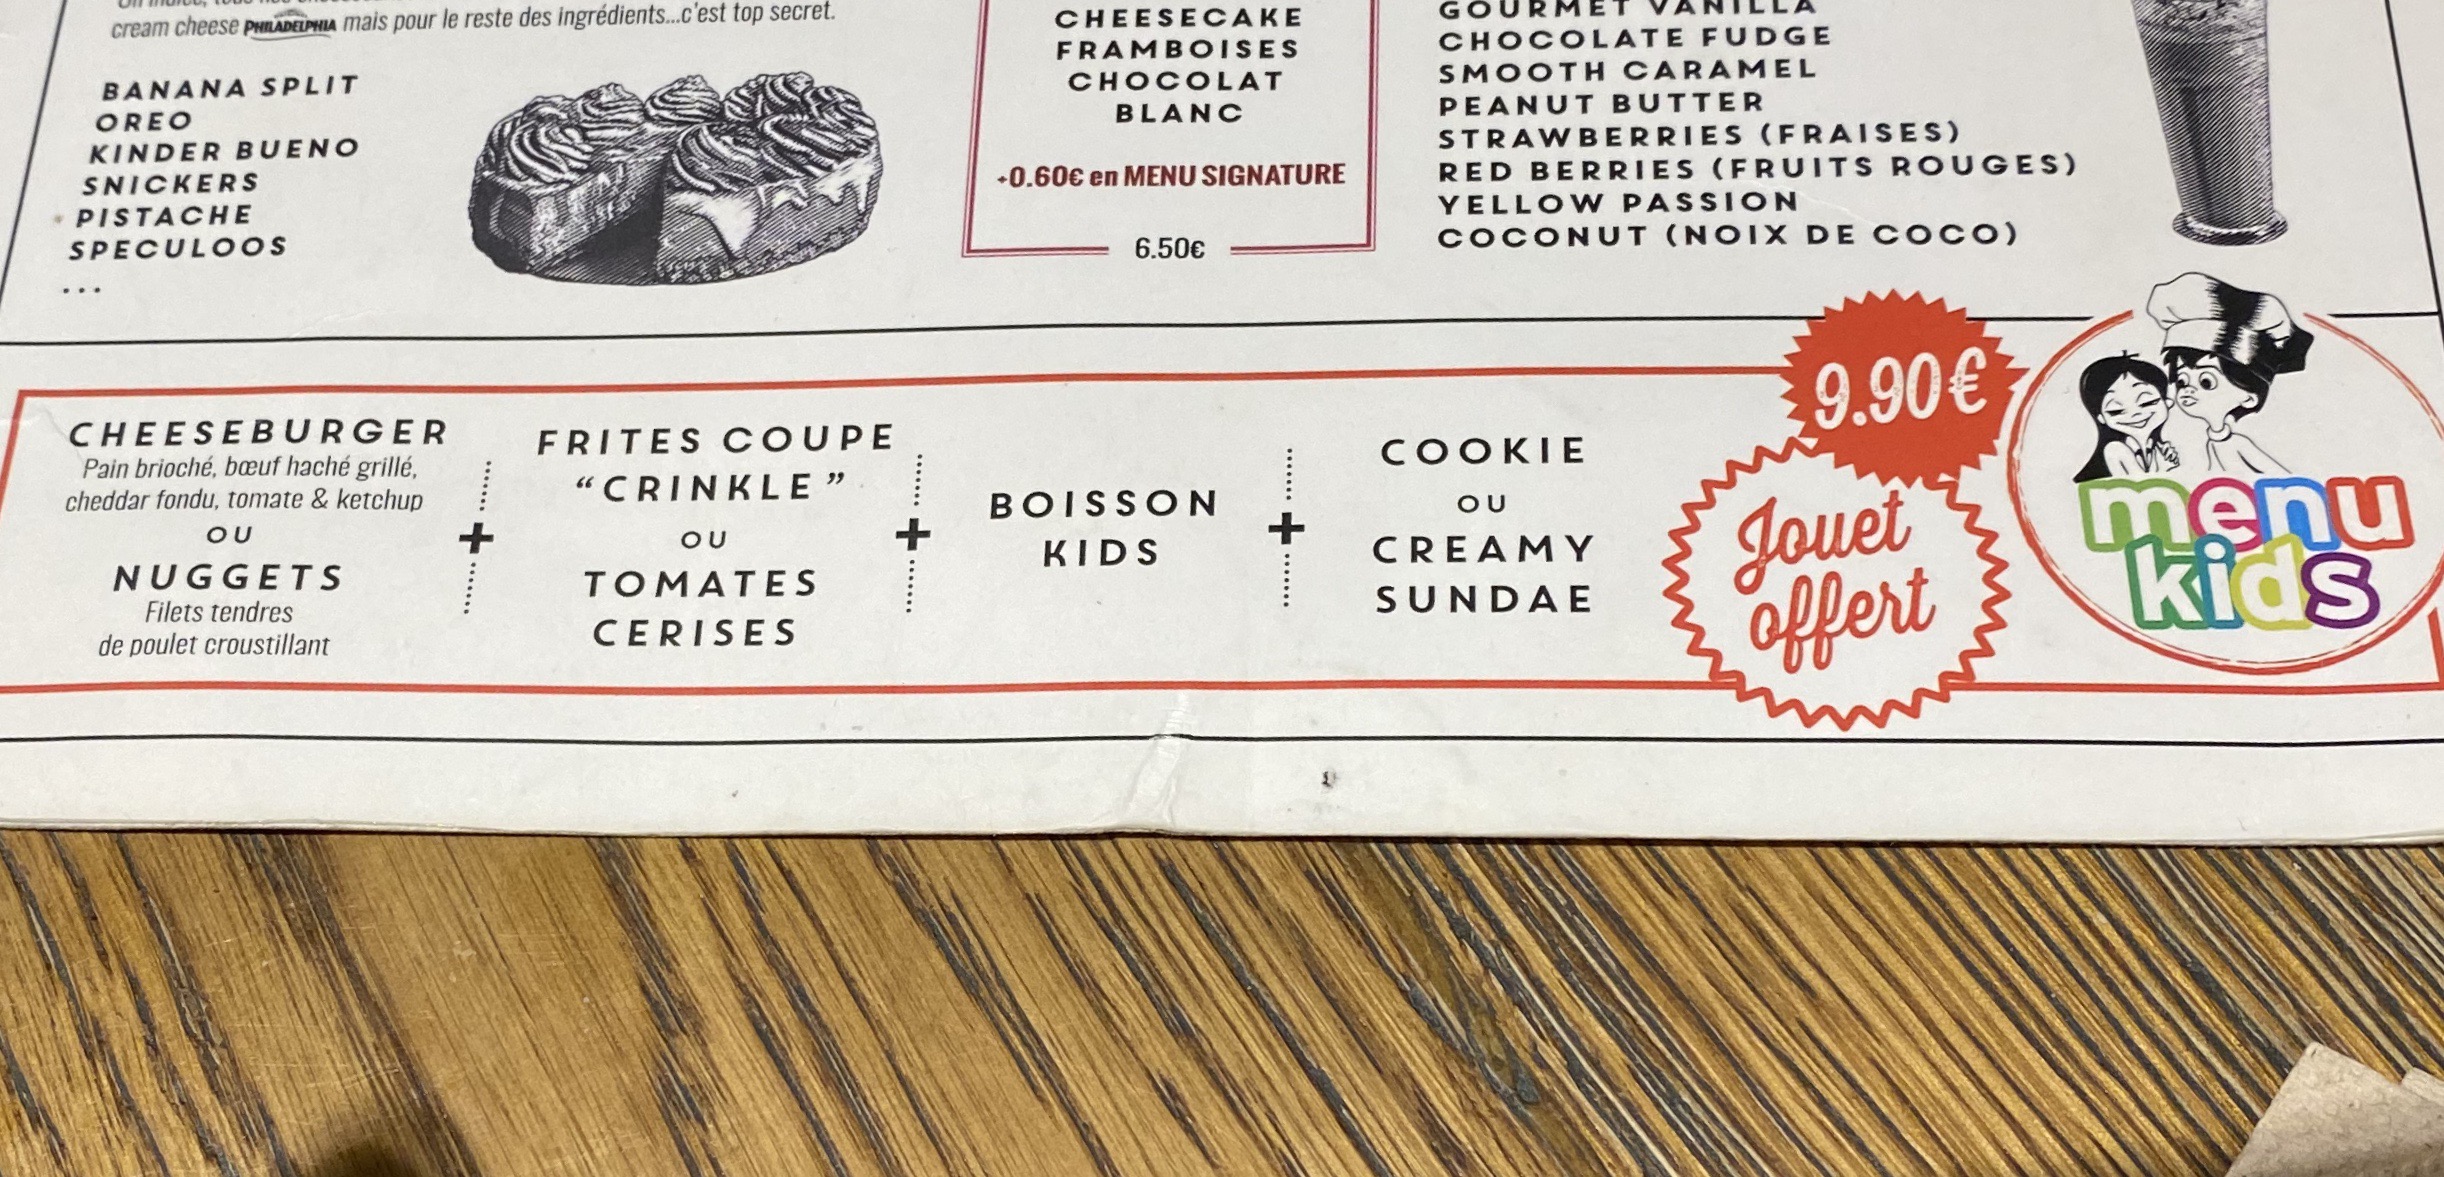 cream cheese PHILADELPHIA mais pour le reste des ingrédients...c'est top secret.
BANANA SPLIT
OREO
KINDER BUENO
SNICKERS
PISTACHE
SPECULOOS
...
CHEESECAKE
FRAMBOISES
CHOCOLAT
BLANC
+0.60€ en MENU SIGNATURE
6.50€
GOURMET VANILLA
CHOCOLATE FUDGE
SMOOTH CARAMEL
PEANUT BUTTER
STRAWBERRIES (FRAISES)
RED BERRIES (FRUITS ROUGES)
YELLOW PASSION
COCONUT (NOIX DE COCO)
CHEESEBURGER
Pain brioché, bœuf haché grillé,
cheddar fondu, tomate & ketchup
OU
NUGGETS
Filets tendres
de poulet croustillant
+
FRITES COUPE
“CRINKLE”
OU
TOMATES
CERISES
+
BOISSON
KIDS
+
COOKIE
OU
CREAMY
SUNDAE
9.90€
Jouet
offert
menu
kids